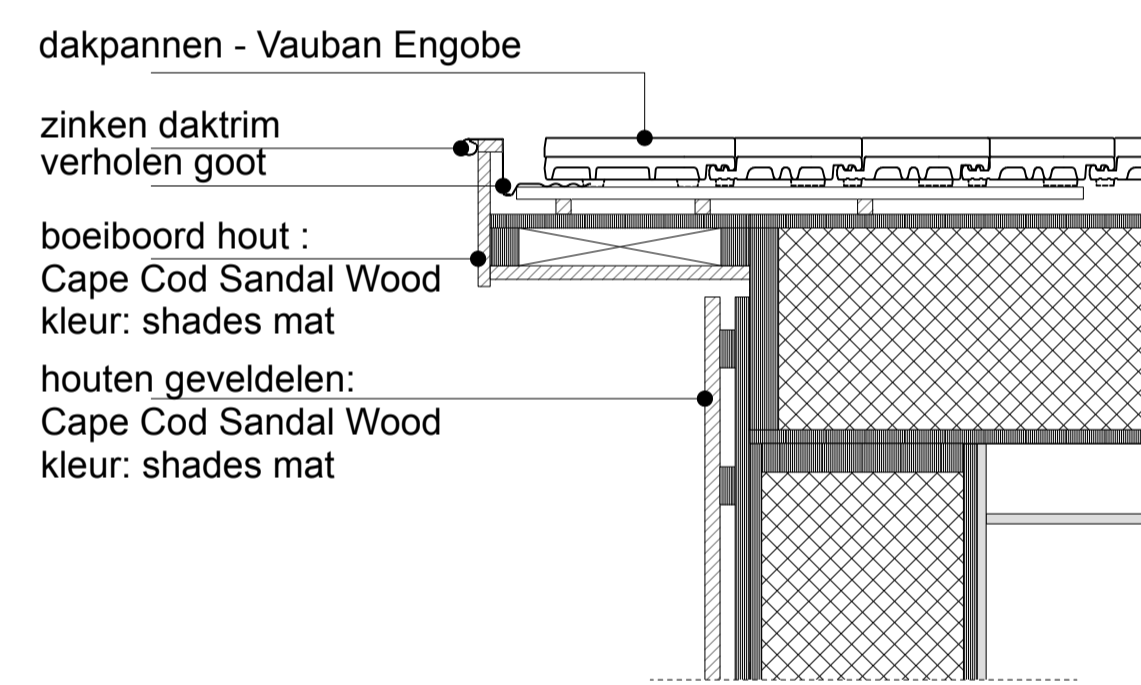 dakpannen - Vauban Engobe
zinken daktrim
verholen goot
boeiboord hout :
Cape Cod Sandal Wood
kleur: shades mat
houten geveldelen:
Cape Cod Sandal Wood
kleur: shades mat